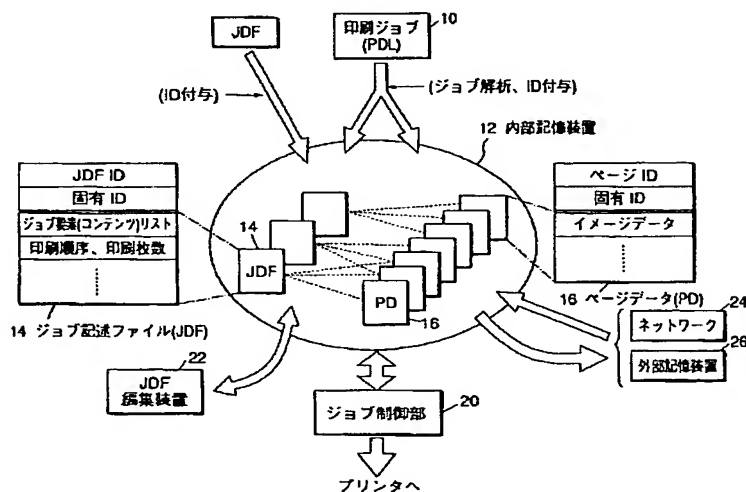 JDF
印刷ジョブ
(PDL)
10
(ID付与)
(ジョブ解析、ID付与)
12 内部記憶装置
JDF ID
固有 ID
ジョブ要素(コンテンツ)リスト
印刷順序、印刷枚数
14 ジョブ記述ファイル(JDF)
14
JDF
PD
16
ページ ID
固有 ID
イメージデータ
16 ページデータ(PD)
24
ネットワーク
26
外部記憶装置
22
JDF
編集装置
ジョブ制御部
20
プリンタへ